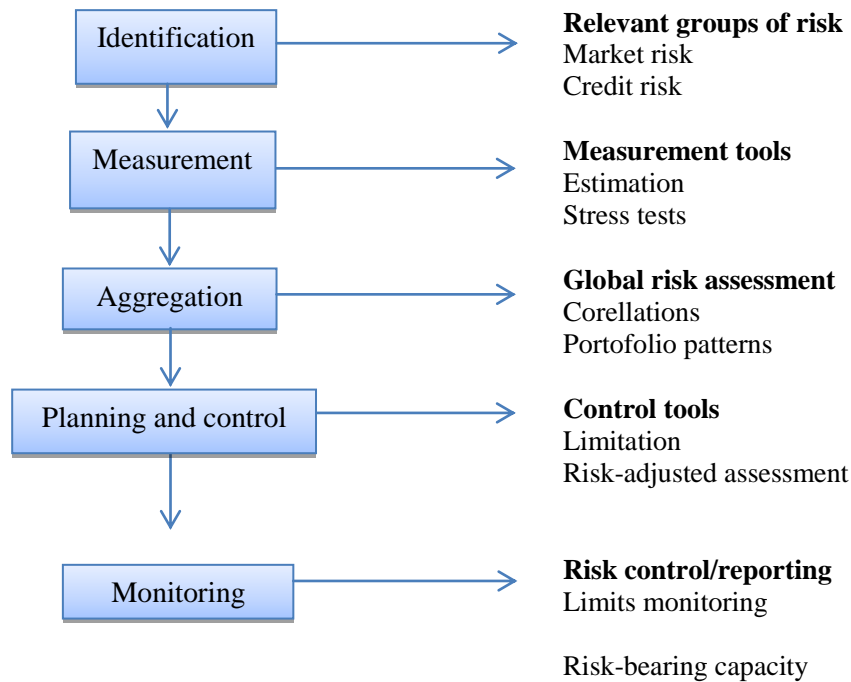 Identification
Relevant groups of risk
Market risk
Credit risk
Measurement
Measurement tools
Estimation
Stress tests
Aggregation
Global risk assessment
Corellations
Portofolio patterns
Planning and control
Control tools
Limitation
Risk-adjusted assessment
Monitoring
Risk control/reporting
Limits monitoring
Risk-bearing capacity